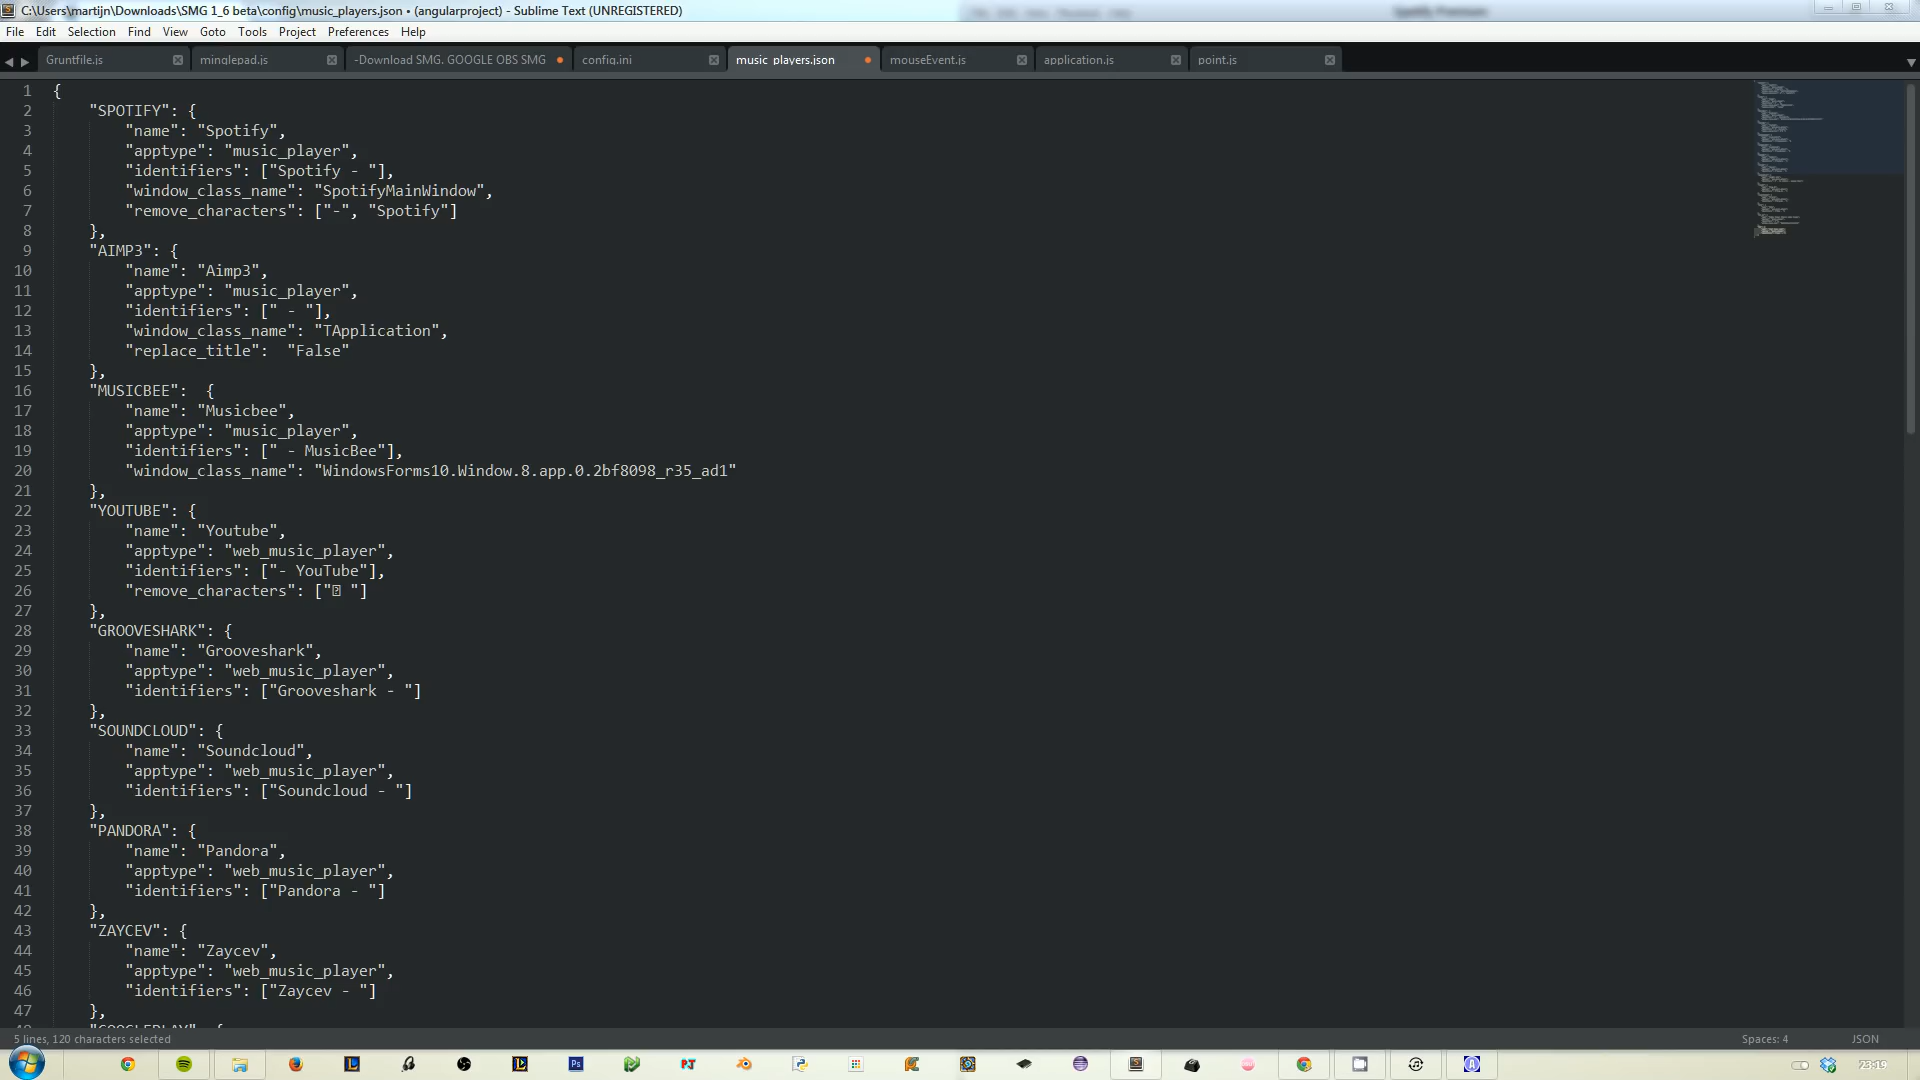 C:\Users\martijn\Downloads\SMG 1_6 beta\config\music_players.json • (angularproject) - Sublime Text (UNREGISTERED)
File Edit Selection Find View Goto Tools Project Preferences Help
Gruntfile.js minglepad.js -Download SMG. GOOGLE OBS SMG config.ini music_players.json mouseEvent.js application.js point.js
1 {
2 "SPOTIFY": {
3 "name": "Spotify",
4 "apptype": "music_player",
5 "identifiers": ["Spotify - "],
6 "window_class_name": "SpotifyMainWindow",
7 "remove_characters": ["-", "Spotify"]
8 },
9 "AIMP3": {
10 "name": "Aimp3",
11 "apptype": "music_player",
12 "identifiers": [" - "],
13 "window_class_name": "TApplication",
14 "replace_title":  "False"
15 },
16 "MUSICBEE":  {
17 "name": "Musicbee",
18 "apptype": "music_player",
19 "identifiers": [" - MusicBee"],
20 "window_class_name": "WindowsForms10.Window.8.app.0.2bf8098_r35_ad1"
21 },
22 "YOUTUBE": {
23 "name": "Youtube",
24 "apptype": "web_music_player",
25 "identifiers": ["- YouTube"],
26 "remove_characters": [" "]
27 },
28 "GROOVESHARK": {
29 "name": "Grooveshark",
30 "apptype": "web_music_player",
31 "identifiers": ["Grooveshark - "]
32 },
33 "SOUNDCLOUD": {
34 "name": "Soundcloud",
35 "apptype": "web_music_player",
36 "identifiers": ["Soundcloud - "]
37 },
38 "PANDORA": {
39 "name": "Pandora",
40 "apptype": "web_music_player",
41 "identifiers": ["Pandora - "]
42 },
43 "ZAYCEV": {
44 "name": "Zaycev",
45 "apptype": "web_music_player",
46 "identifiers": ["Zaycev - "]
47 },
5 lines, 120 characters selected Spaces: 4 JSON
23:19